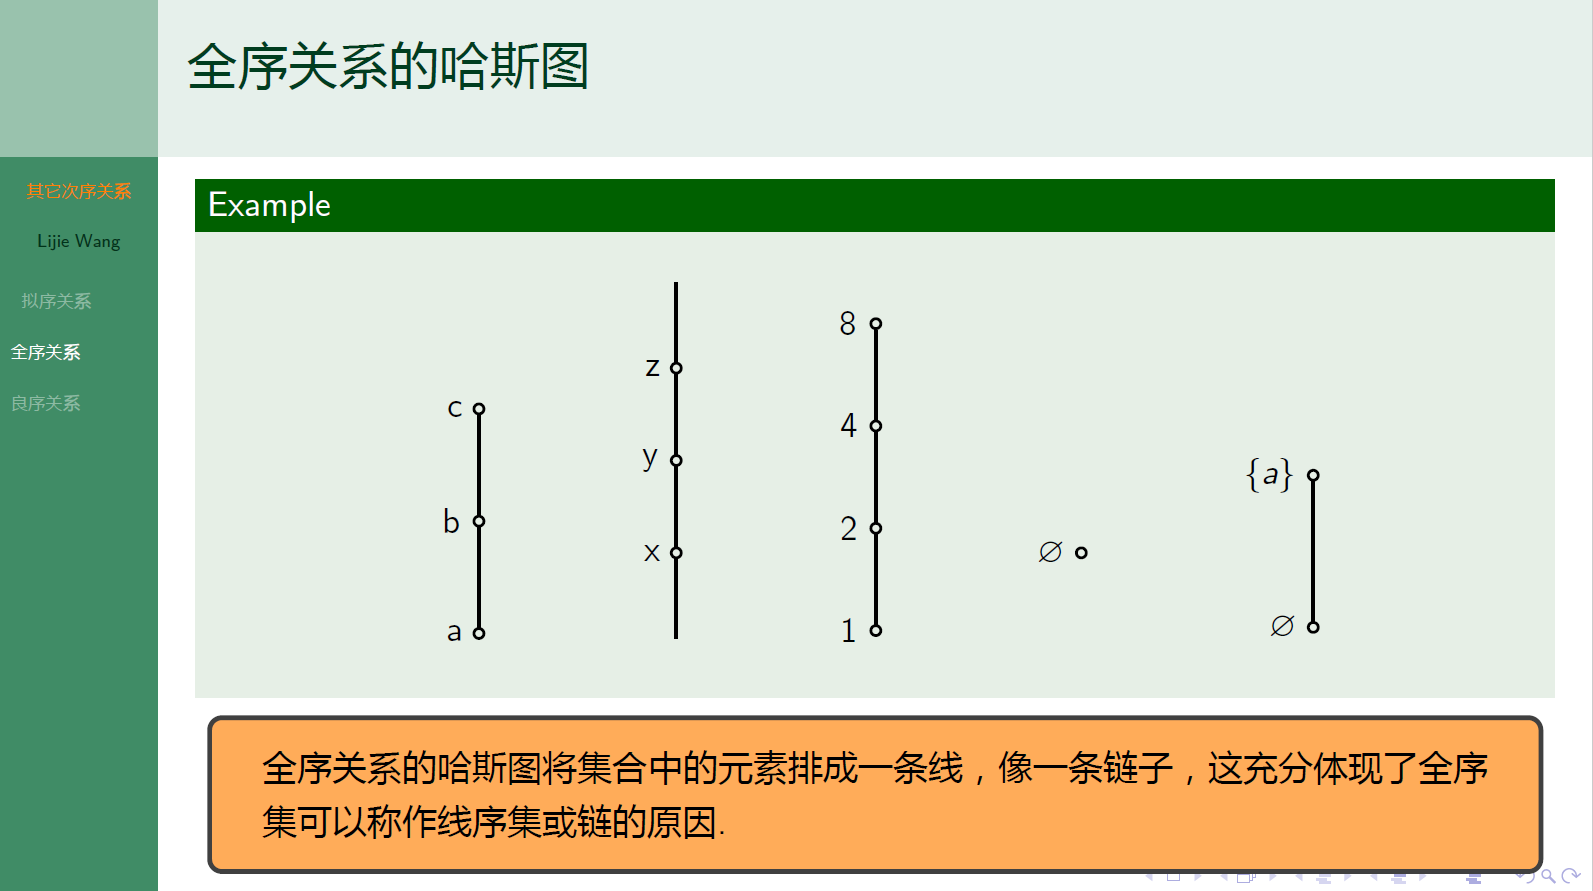 全序关系的哈斯图
其它次序关系
Lijie Wang
拟序关系
全序关系
良序关系
Example
c
b
a
z
y
x
8
4
2
1
∅
{a}
∅
全序关系的哈斯图将集合中的元素排成一条线，像一条链子，这充分体现了全序
集可以称作线序集或链的原因.